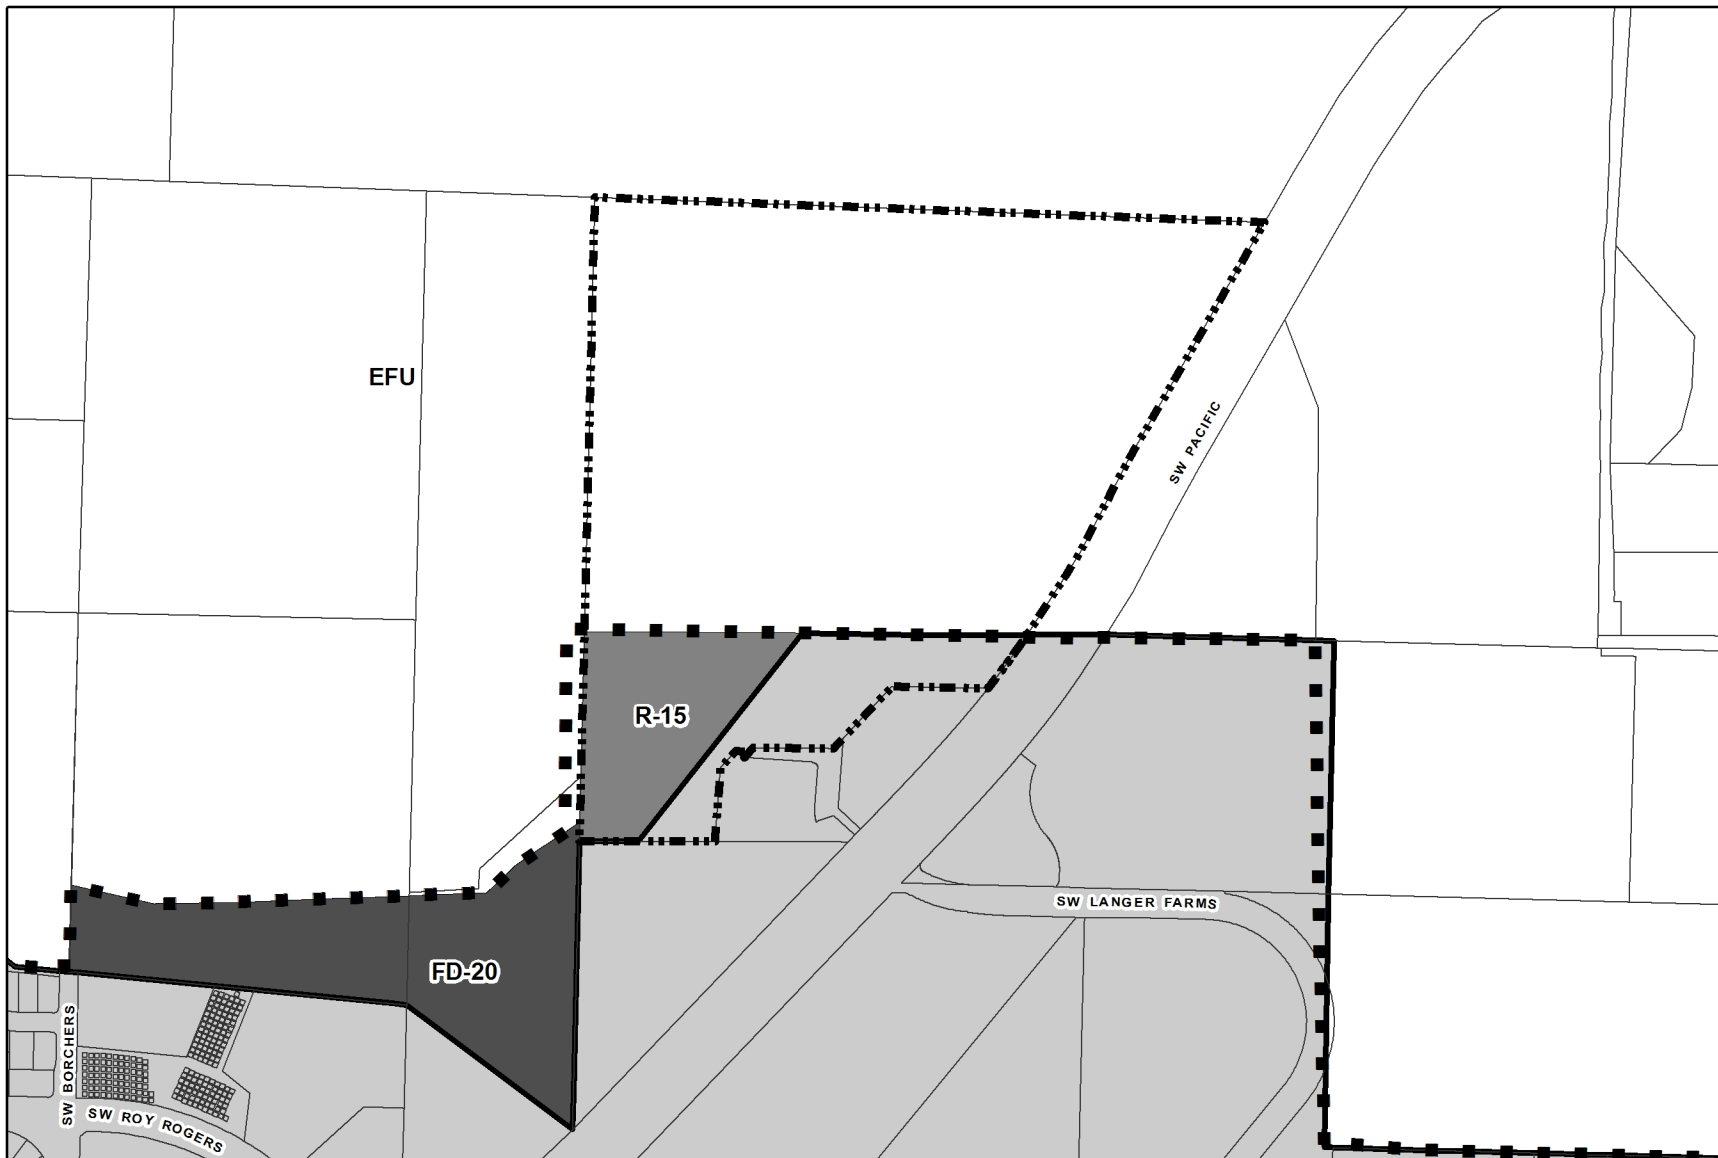 EFU
SW PACIFIC
R-15
SW LANGER FARMS
FD-20
SW BORCHERS
SW ROY ROGERS